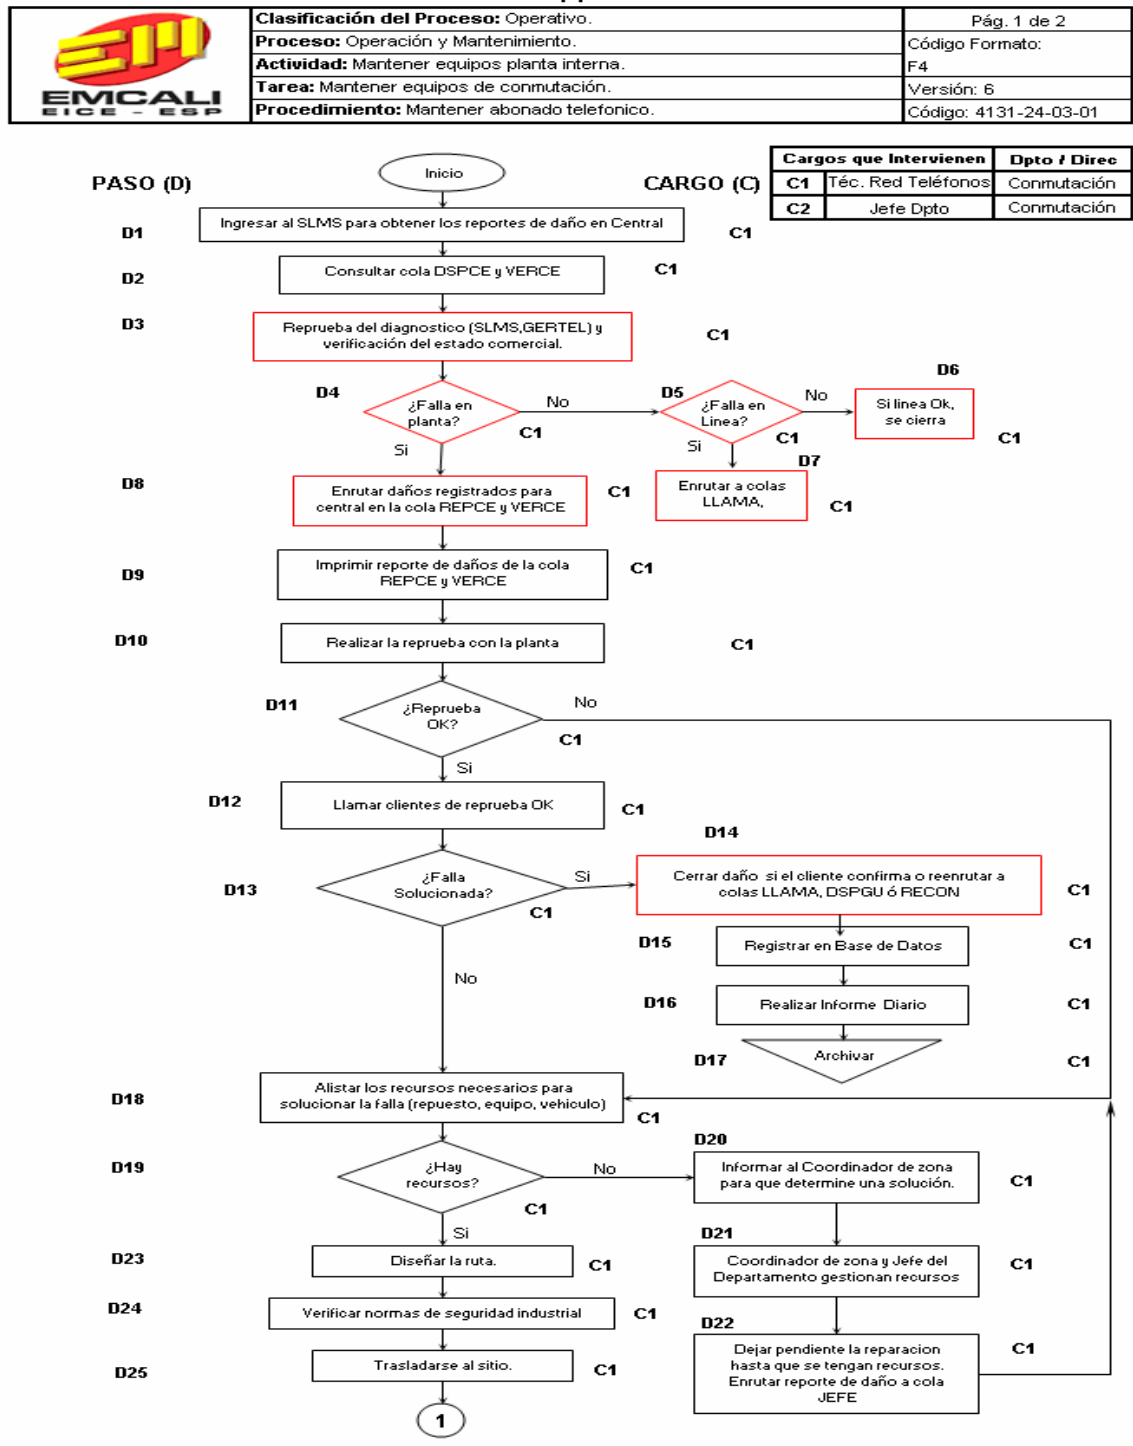 EMCALI
EICE - ESP
Clasificación del Proceso: Operativo.
Pág. 1 de 2
Proceso: Operación y Mantenimiento.
Código Formato:
F4
Actividad: Mantener equipos planta interna.
Tarea: Mantener equipos de conmutación.
Versión: 6
Procedimiento: Mantener abonado telefonico.
Código: 4131-24-03-01
Cargos que Intervienen Dpto / Direc
C1 Téc. Red Teléfonos Conmutación
C2 Jefe Dpto Conmutación
PASO (D)
Inicio
CARGO (C)
D1
Ingresar al SLMS para obtener los reportes de daño en Central
C1
D2
Consultar cola DSPCE y VERCE
C1
D3
Reprueba del diagnostico (SLMS,GERTEL) y
verificación del estado comercial.
C1
D4
¿Falla en
planta?
No
C1
Si
D5
¿Falla en
Linea?
No
C1
Si
D6
Si linea Ok,
se cierra
C1
D7
Enrutar a colas
LLAMA,
C1
D8
Enrutar daños registrados para
central en la cola REPCE y VERCE
C1
D9
Imprimir reporte de daños de la cola
REPCE y VERCE
C1
D10
Realizar la reprueba con la planta
C1
D11
¿Reprueba
OK?
No
C1
Si
D12
Llamar clientes de reprueba OK
C1
D13
¿Falla
Solucionada?
Si
C1
No
D14
Cerrar daño si el cliente confirma o reenrutar a
colas LLAMA, DSPGU ó RECON
C1
D15
Registrar en Base de Datos
C1
D16
Realizar Informe Diario
C1
D17
Archivar
C1
D18
Alistar los recursos necesarios para
solucionar la falla (repuesto, equipo, vehiculo)
C1
D19
¿Hay
recursos?
No
C1
Si
D20
Informar al Coordinador de zona
para que determine una solución.
C1
D21
Coordinador de zona y Jefe del
Departamento gestionan recursos
C1
D22
Dejar pendiente la reparacion
hasta que se tengan recursos.
Enrutar reporte de daño a cola
JEFE
C1
D23
Diseñar la ruta.
C1
D24
Verificar normas de seguridad industrial
C1
D25
Trasladarse al sitio.
C1
1